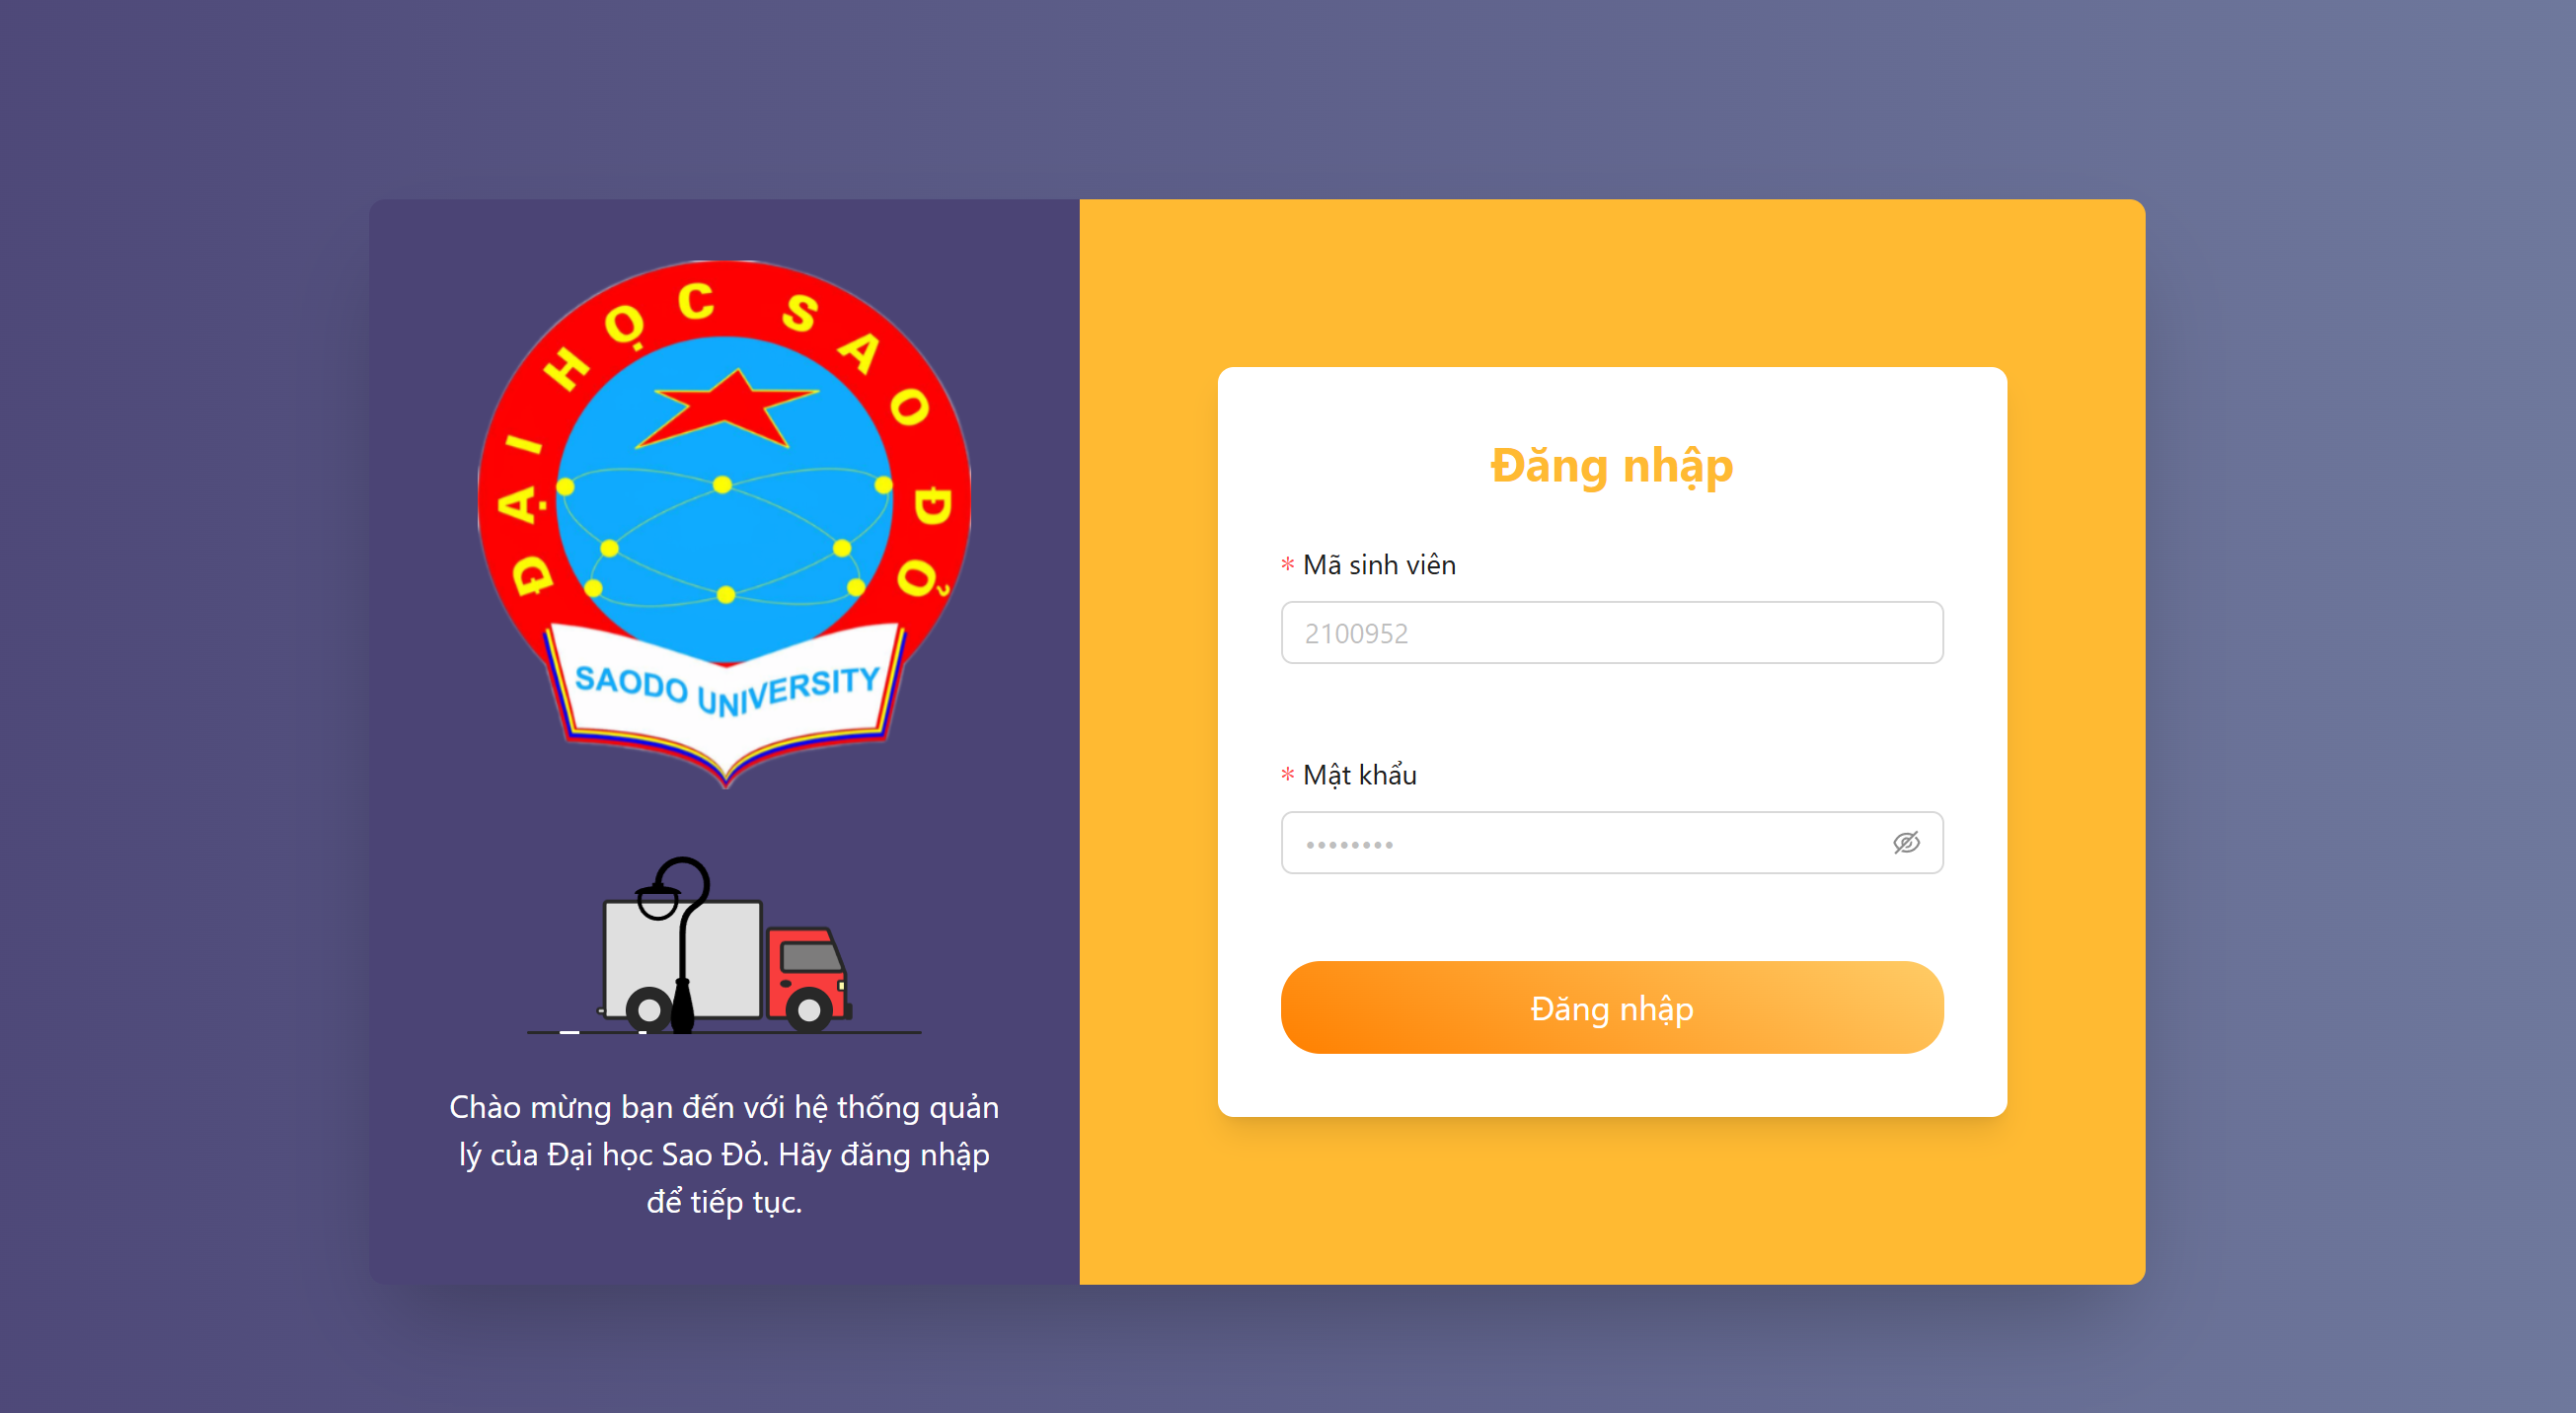 ĐẠI HỌC SAO ĐỎ
SAODO UNIVERSITY
Chào mừng bạn đến với hệ thống quản
lý của Đại học Sao Đỏ. Hãy đăng nhập
để tiếp tục.
Đăng nhập
* Mã sinh viên
2100952
* Mật khẩu
••••••••
Đăng nhập